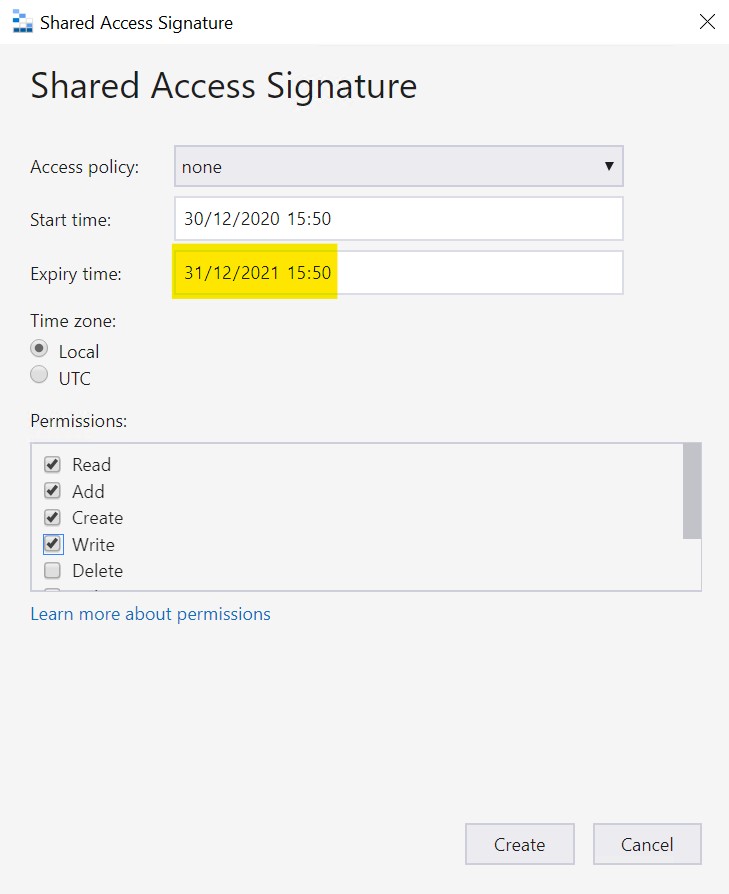 Shared Access Signature
Shared Access Signature
Access policy: none
Start time: 30/12/2020 15:50
Expiry time: 31/12/2021 15:50
Time zone:
Local
UTC
Permissions:
Read
Add
Create
Write
Delete
Learn more about permissions
Create Cancel